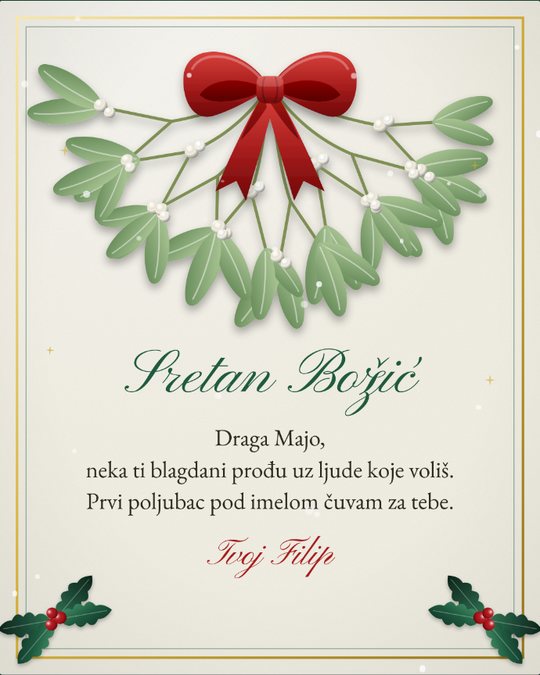 Sretan Božić
Draga Majo,
neka ti blagdani prođu uz ljude koje voliš.
Prvi poljubac pod imelom čuvam za tebe.
Tvoj Filip